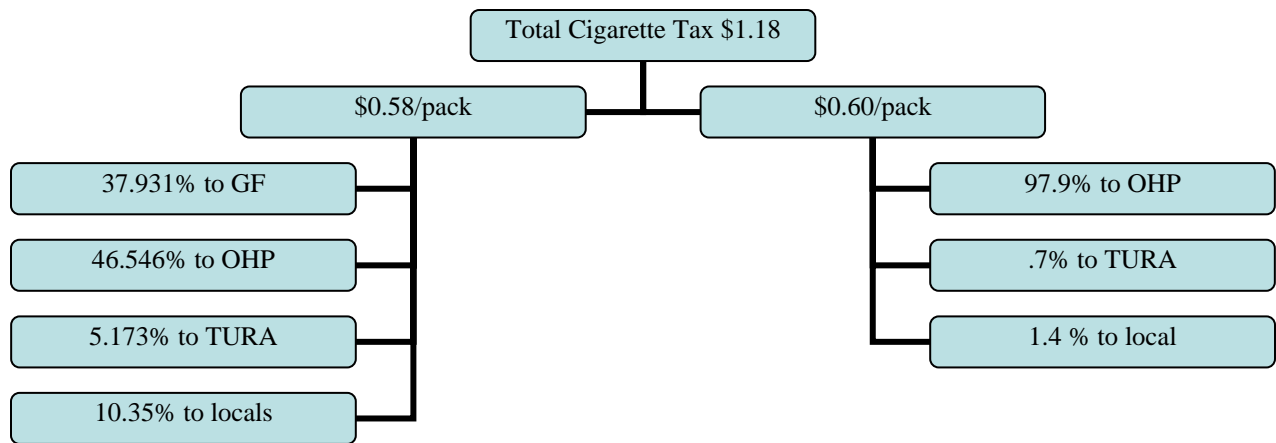 Total Cigarette Tax $1.18
$0.58/pack
$0.60/pack
37.931% to GF
46.546% to OHP
5.173% to TURA
10.35% to locals
97.9% to OHP
.7% to TURA
1.4 % to local